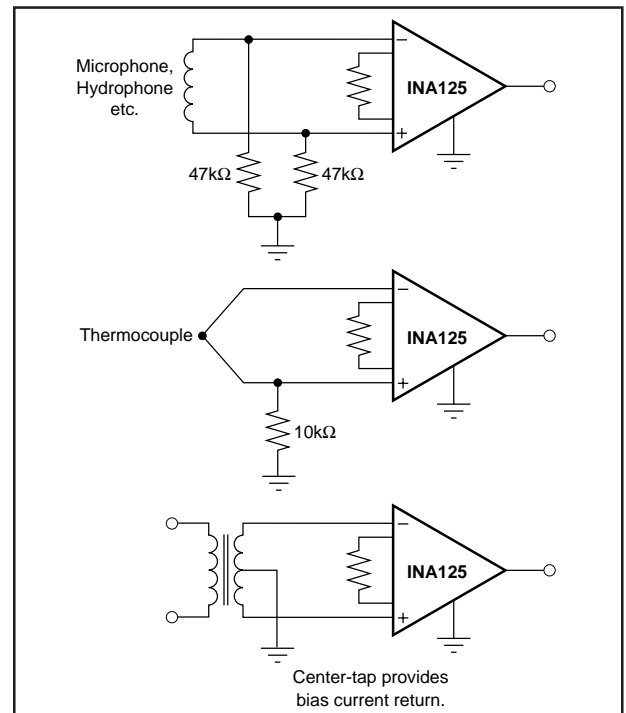 Microphone,
Hydrophone
etc.
−
INA125
+
47kΩ
47kΩ
Thermocouple
−
INA125
+
10kΩ
−
INA125
+
Center-tap provides
bias current return.